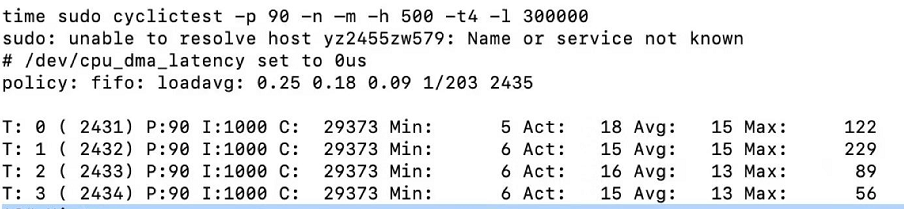 time sudo cyclictest -p 90 -n -m -h 500 -t4 -l 300000
sudo: unable to resolve host yz2455zw579: Name or service not known
# /dev/cpu_dma_latency set to 0us
policy: fifo: loadavg: 0.25 0.18 0.09 1/203 2435
T: 0 ( 2431) P:90 I:1000 C:  29373 Min:      5 Act:   18 Avg:   15 Max:     122
T: 1 ( 2432) P:90 I:1000 C:  29373 Min:      6 Act:   15 Avg:   15 Max:     229
T: 2 ( 2433) P:90 I:1000 C:  29373 Min:      6 Act:   16 Avg:   13 Max:      89
T: 3 ( 2434) P:90 I:1000 C:  29373 Min:      6 Act:   15 Avg:   13 Max:      56